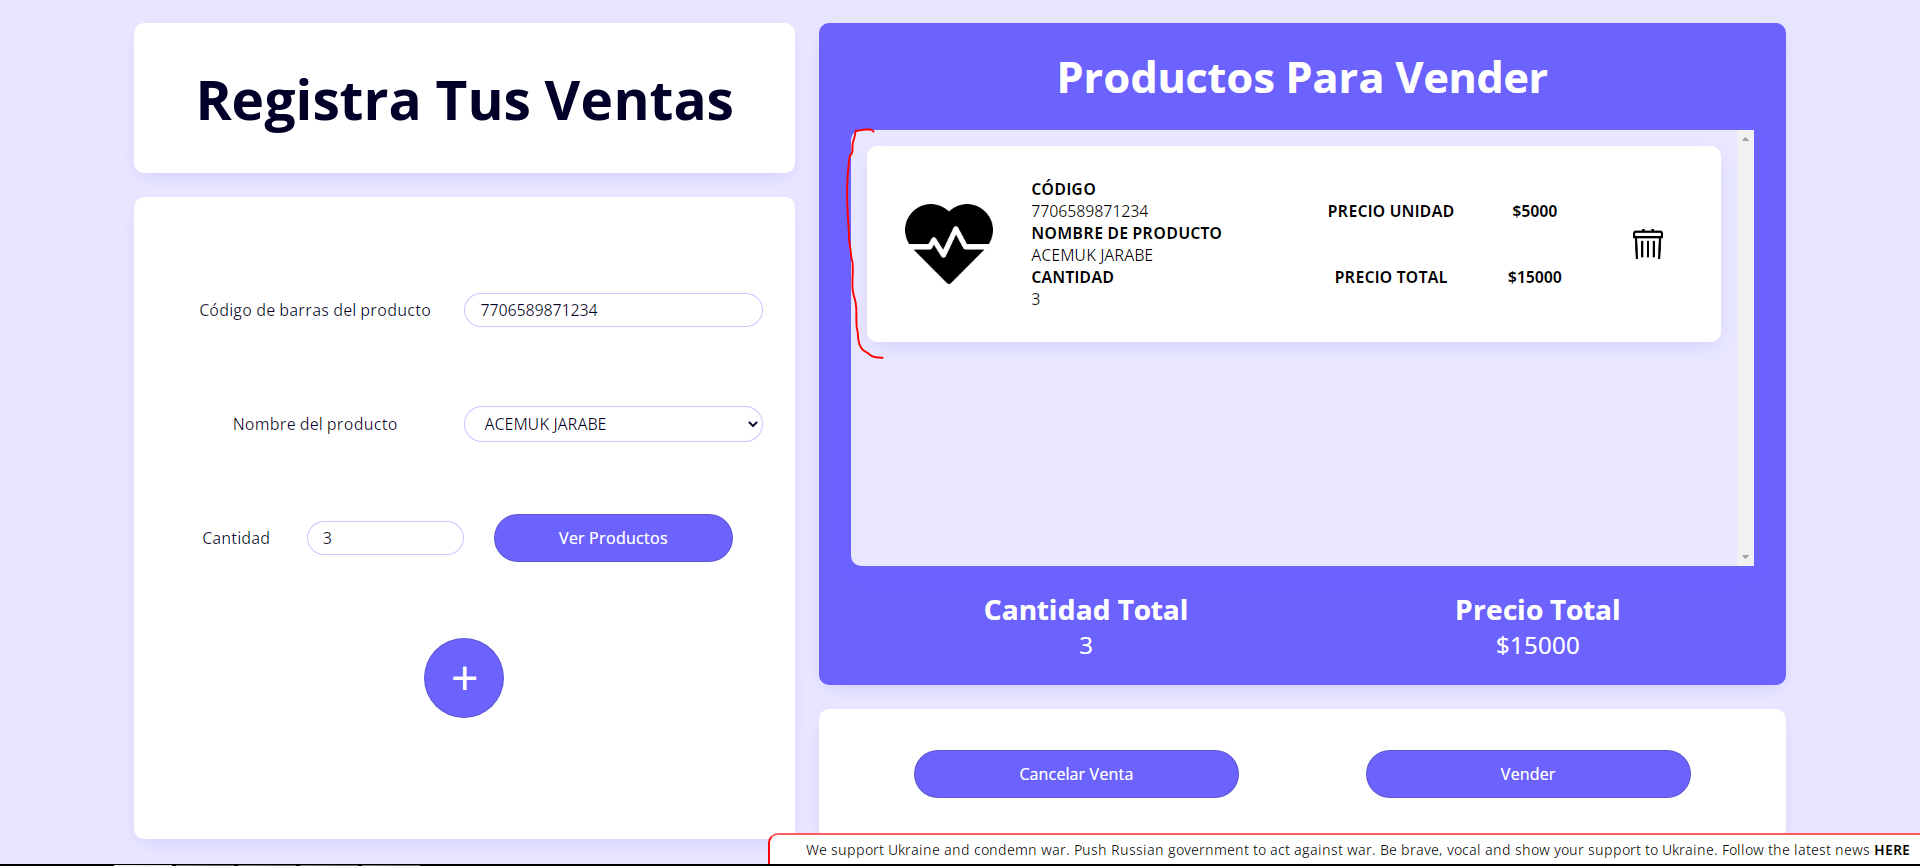 Registra Tus Ventas
Código de barras del producto 7706589871234
Nombre del producto ACEMUK JARABE
Cantidad 3 Ver Productos
+
Productos Para Vender
CÓDIGO
7706589871234
NOMBRE DE PRODUCTO
ACEMUK JARABE
CANTIDAD
3
PRECIO UNIDAD $5000
PRECIO TOTAL $15000
Cantidad Total
3
Precio Total
$15000
Cancelar Venta Vender
We support Ukraine and condemn war. Push Russian government to act against war. Be brave, vocal and show your support to Ukraine. Follow the latest news HERE